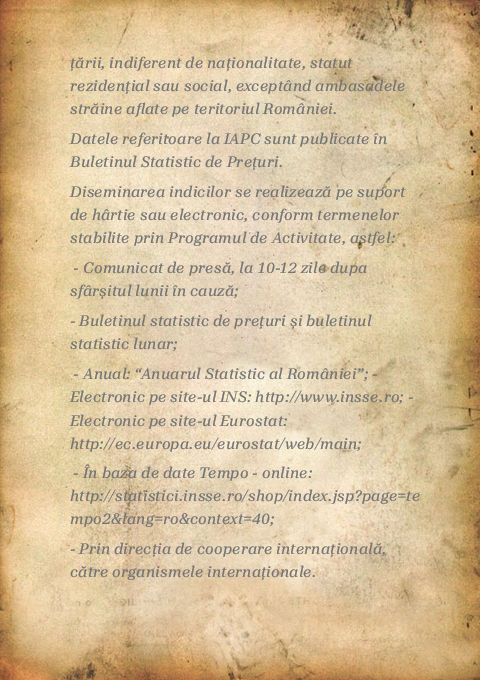 țării, indiferent de naționalitate, statut
rezidențial sau social, exceptând ambasadele
străine aflate pe teritoriul României.
Datele referitoare la IAPC sunt publicate în
Buletinul Statistic de Prețuri.
Diseminarea indicilor se realizează pe suport
de hârtie sau electronic, conform termenelor
stabilite prin Programul de Activitate, astfel:
- Comunicat de presă, la 10-12 zile dupa
sfârșitul lunii în cauză;
- Buletinul statistic de prețuri și buletinul
statistic lunar;
- Anual: “Anuarul Statistic al României”; -
Electronic pe site-ul INS: http://www.insse.ro; -
Electronic pe site-ul Eurostat:
http://ec.europa.eu/eurostat/web/main;
- În baza de date Tempo - online:
http://statistici.insse.ro/shop/index.jsp?page=te
mpo2&lang=ro&context=40;
- Prin direcția de cooperare internațională,
către organismele internaționale.